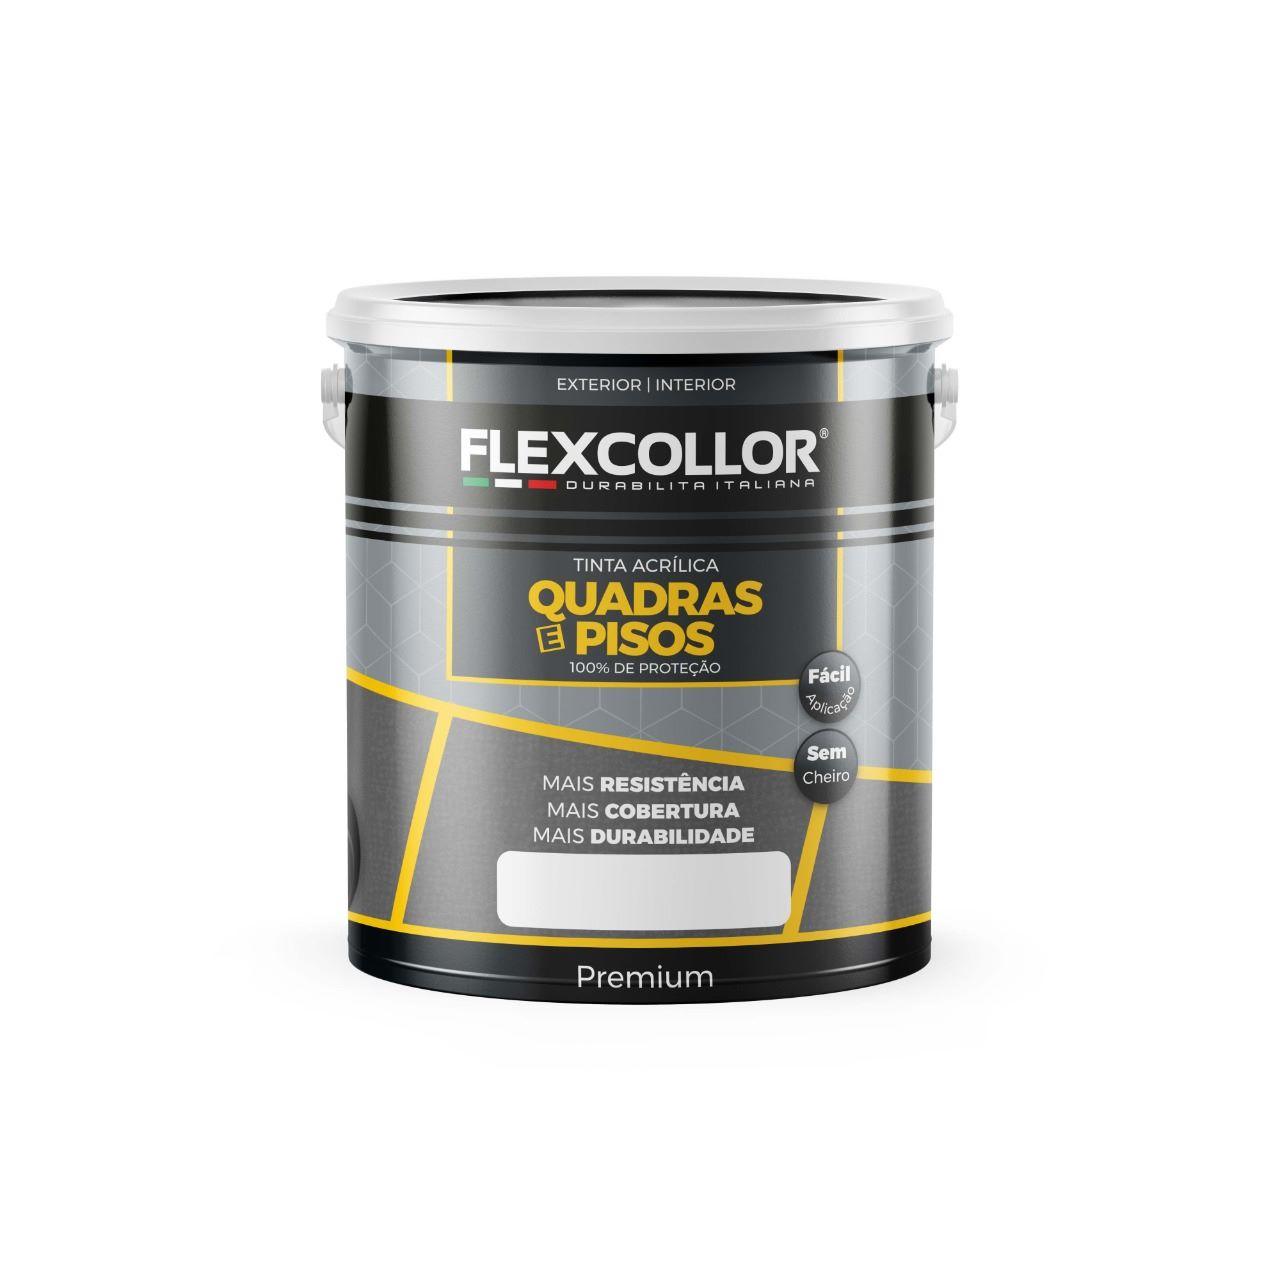 EXTERIOR | INTERIOR
FLEXCOLLOR®
DURABILITA ITALIANA
TINTA ACRÍLICA
QUADRAS
E PISOS
100% DE PROTEÇÃO
Fácil
Aplicação
Sem
Cheiro
MAIS RESISTÊNCIA
MAIS COBERTURA
MAIS DURABILIDADE
Premium